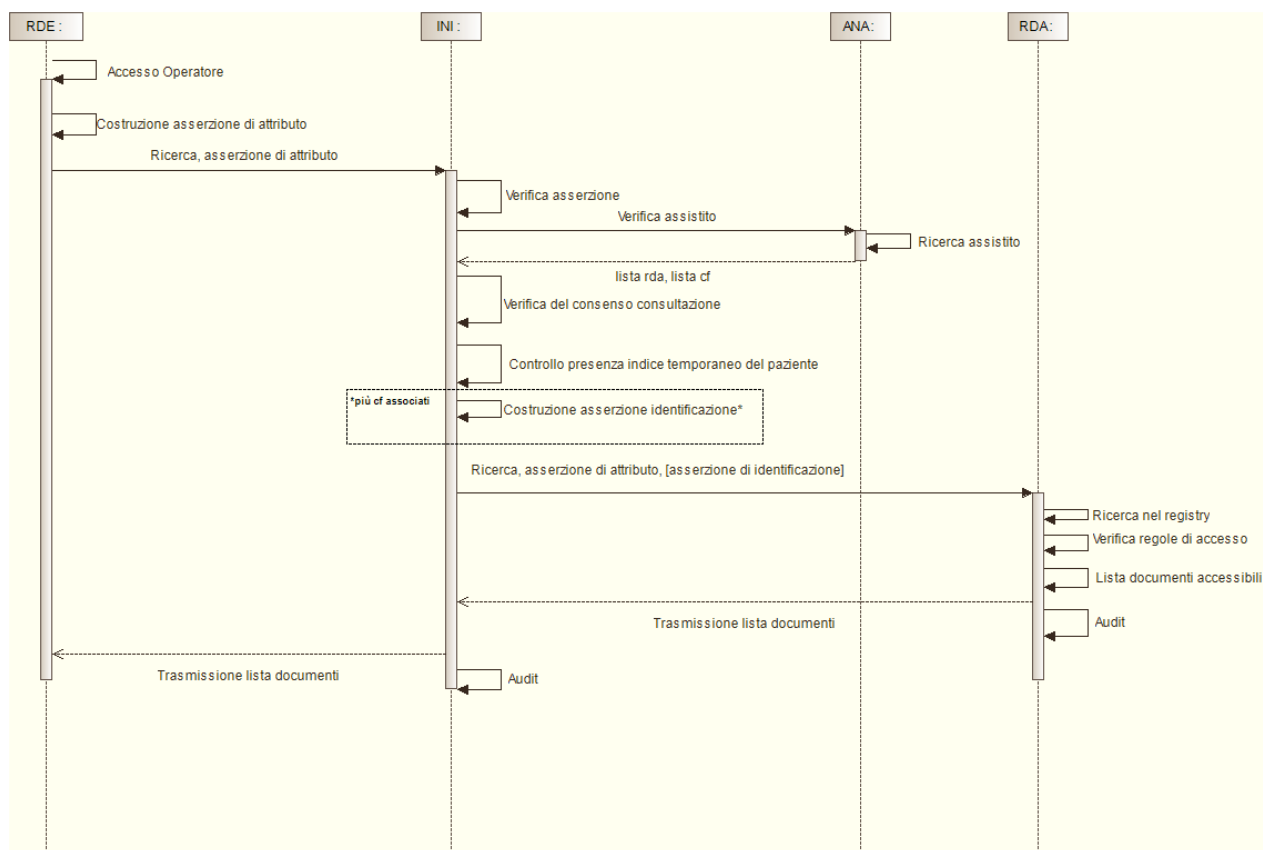 RDE :
INI :
ANA:
RDA:
Accesso Operatore
Costruzione asserzione di attributo
Ricerca, asserzione di attributo
Verifica asserzione
Verifica assistito
Ricerca assistito
lista rda, lista cf
Verifica del consenso consultazione
Controllo presenza indice temporaneo del paziente
*più cf associati
Costruzione asserzione identificazione*
Ricerca, asserzione di attributo, [asserzione di identificazione]
Ricerca nel registry
Verifica regole di accesso
Lista documenti accessibili
Trasmissione lista documenti
Audit
Trasmissione lista documenti
Audit